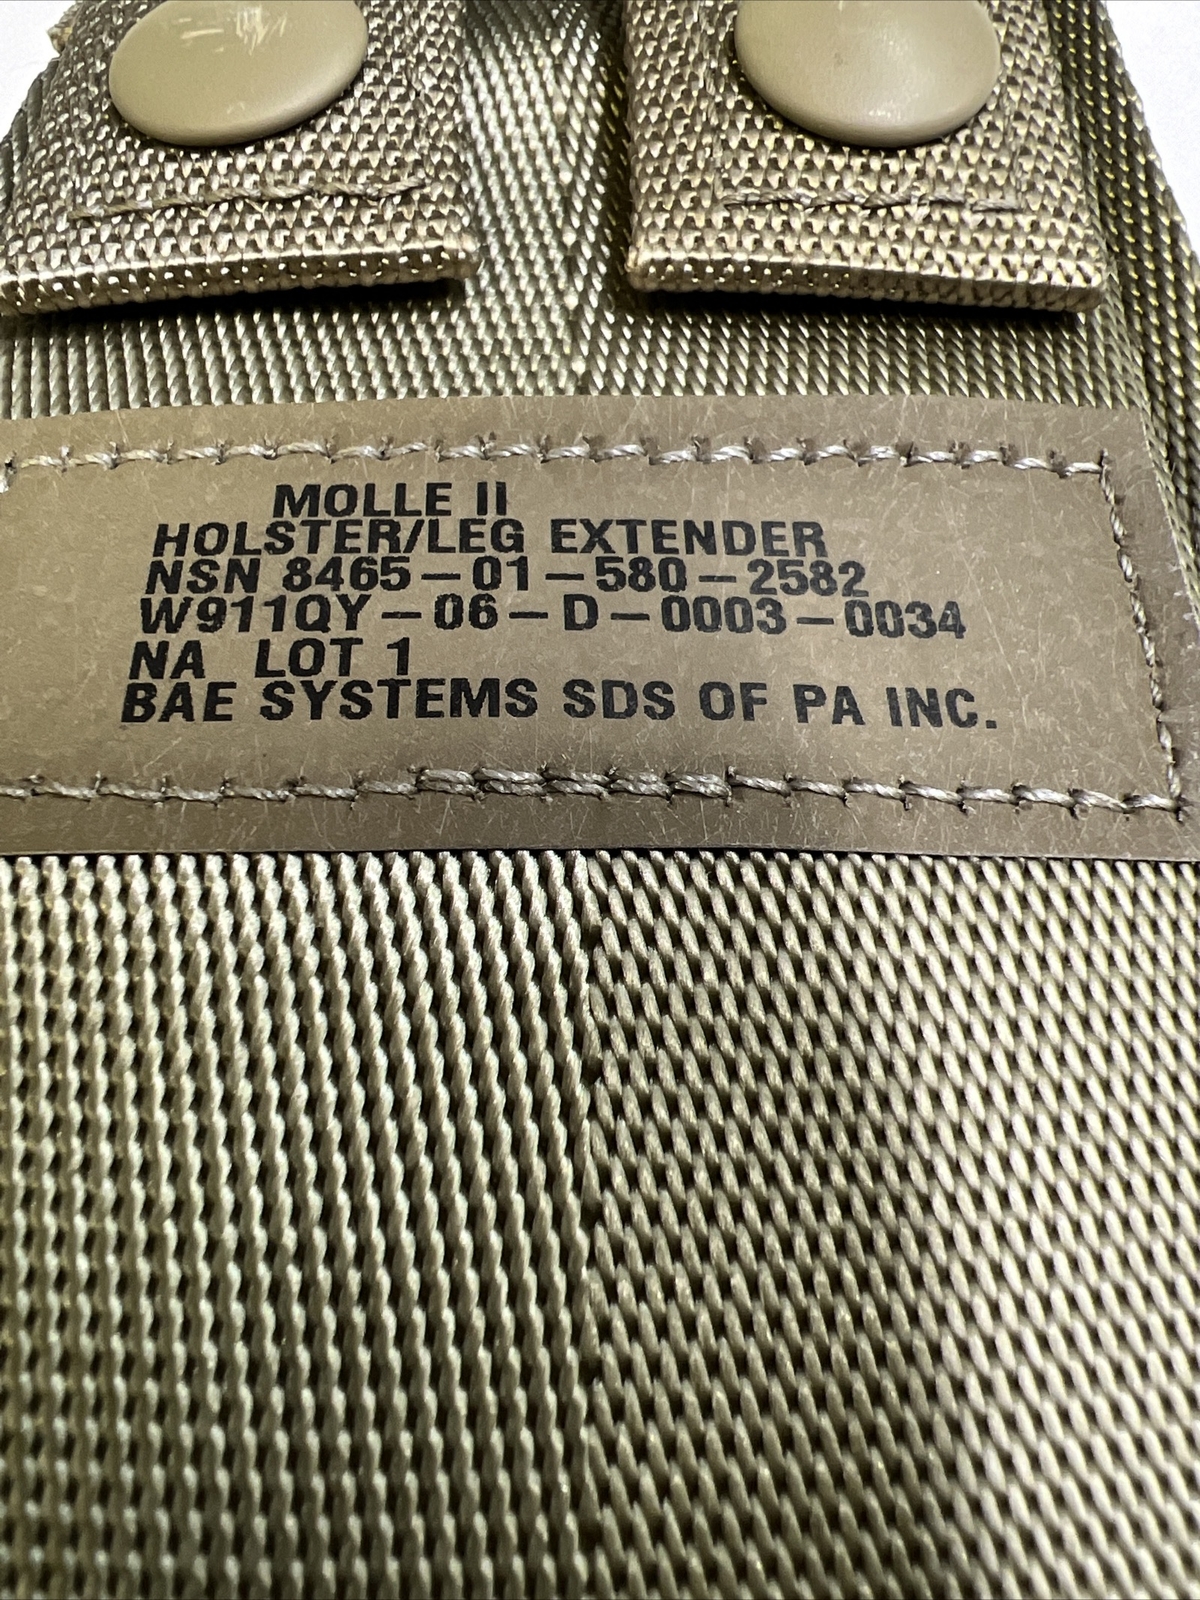 MOLLE II
HOLSTER/LEG EXTENDER
NSN 8465-01-580-2582
W911QY-06-D-0003-0034
NA LOT 1
BAE SYSTEMS SDS OF PA INC.